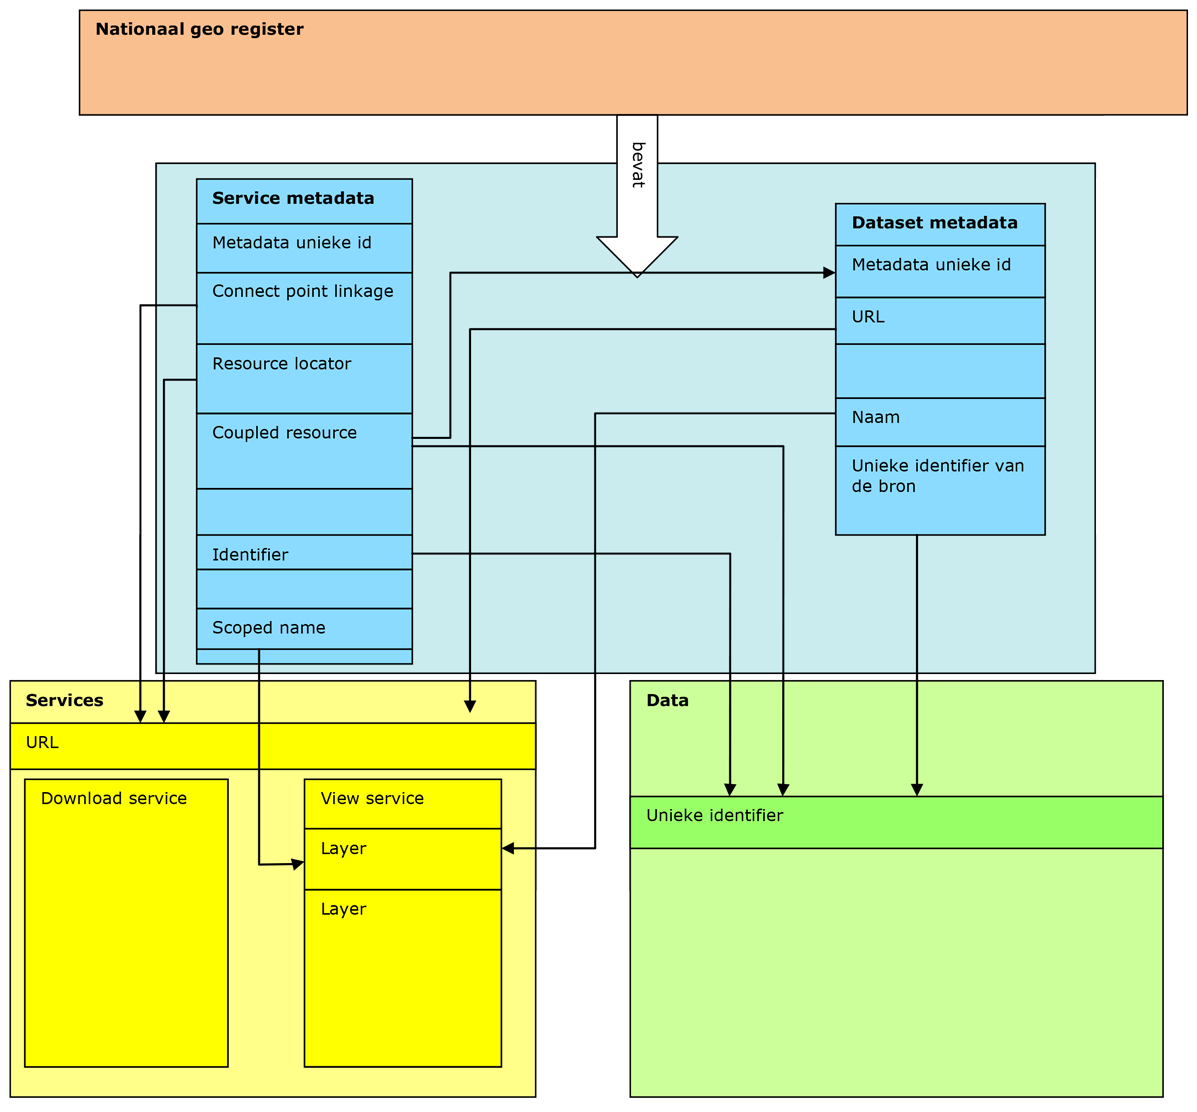 Nationaal geo register
bevat
Service metadata
Metadata unieke id
Connect point linkage
Resource locator
Coupled resource
Identifier
Scoped name
Dataset metadata
Metadata unieke id
URL
Naam
Unieke identifier van
de bron
Services
URL
Download service
View service
Layer
Layer
Data
Unieke identifier